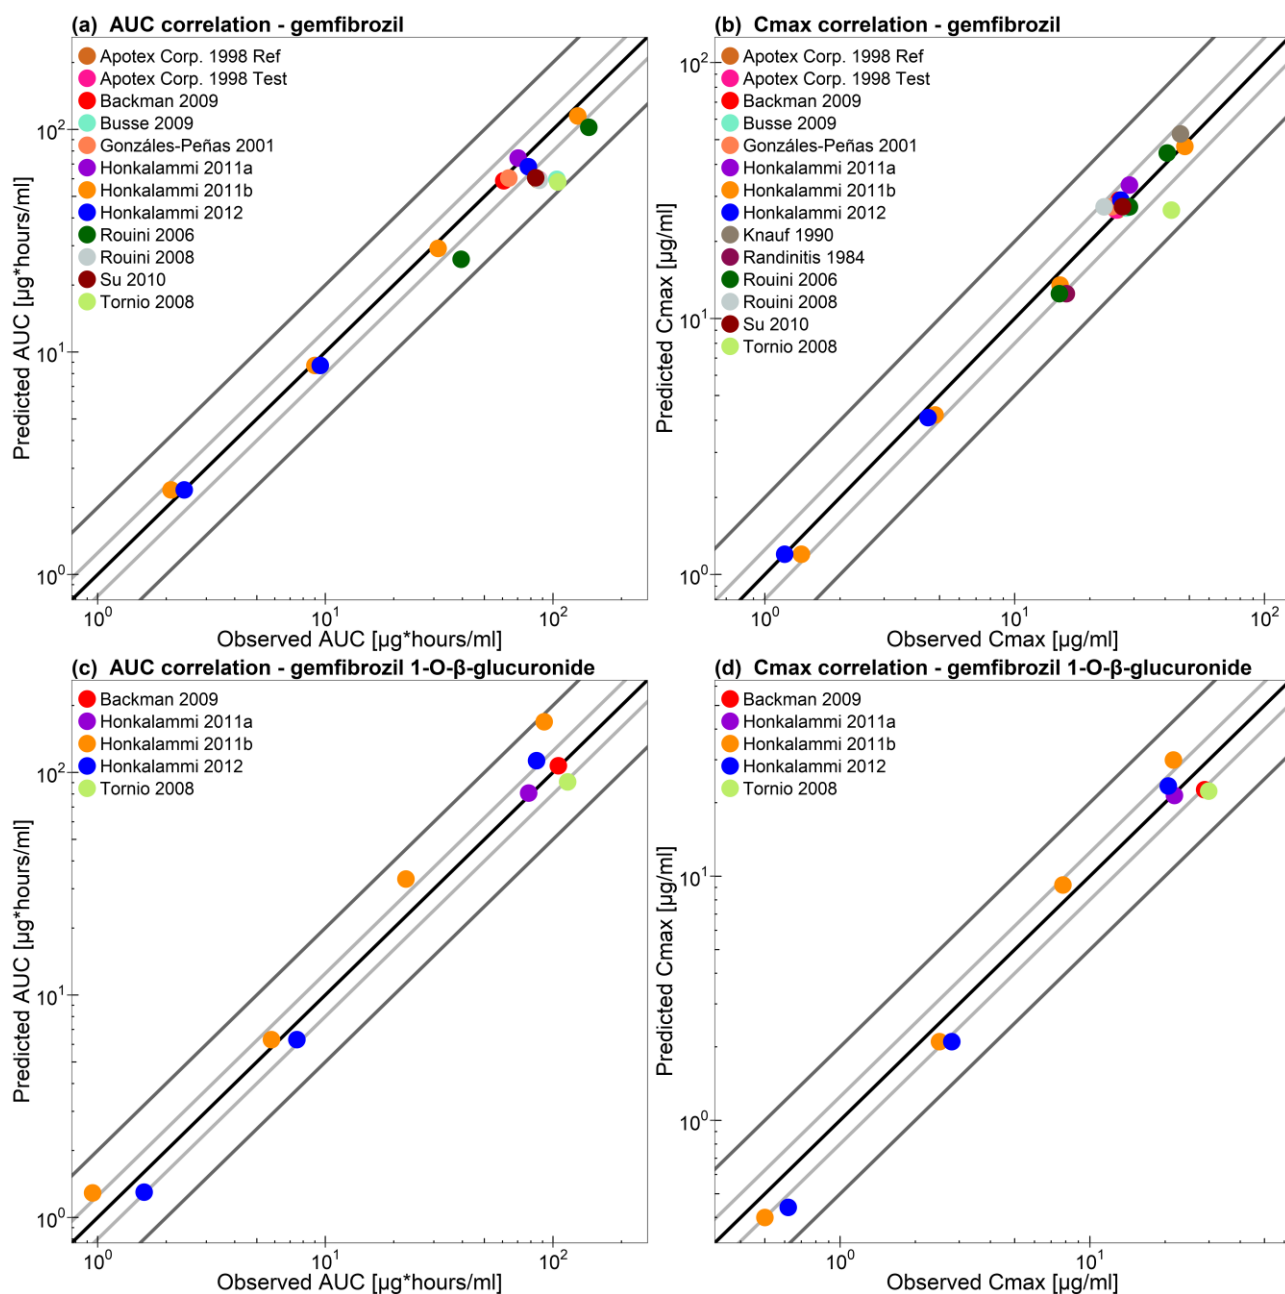 (a) AUC correlation - gemfibrozil
Apotex Corp. 1998 Ref
Apotex Corp. 1998 Test
Backman 2009
Busse 2009
Gonzáles-Peñas 2001
Honkalammi 2011a
Honkalammi 2011b
Honkalammi 2012
Rouini 2006
Rouini 2008
Su 2010
Tornio 2008
Predicted AUC [µg*hours/ml]
10²
10¹
10⁰
10⁰ 10¹ 10²
Observed AUC [µg*hours/ml]
(b) Cmax correlation - gemfibrozil
Apotex Corp. 1998 Ref
Apotex Corp. 1998 Test
Backman 2009
Busse 2009
Gonzáles-Peñas 2001
Honkalammi 2011a
Honkalammi 2011b
Honkalammi 2012
Knauf 1990
Randinitis 1984
Rouini 2006
Rouini 2008
Su 2010
Tornio 2008
Predicted Cmax [µg/ml]
10²
10¹
10⁰
10⁰ 10¹ 10²
Observed Cmax [µg/ml]
(c) AUC correlation - gemfibrozil 1-O-β-glucuronide
Backman 2009
Honkalammi 2011a
Honkalammi 2011b
Honkalammi 2012
Tornio 2008
Predicted AUC [µg*hours/ml]
10²
10¹
10⁰
10⁰ 10¹ 10²
Observed AUC [µg*hours/ml]
(d) Cmax correlation - gemfibrozil 1-O-β-glucuronide
Backman 2009
Honkalammi 2011a
Honkalammi 2011b
Honkalammi 2012
Tornio 2008
Predicted Cmax [µg/ml]
10¹
10⁰
10⁰ 10¹
Observed Cmax [µg/ml]